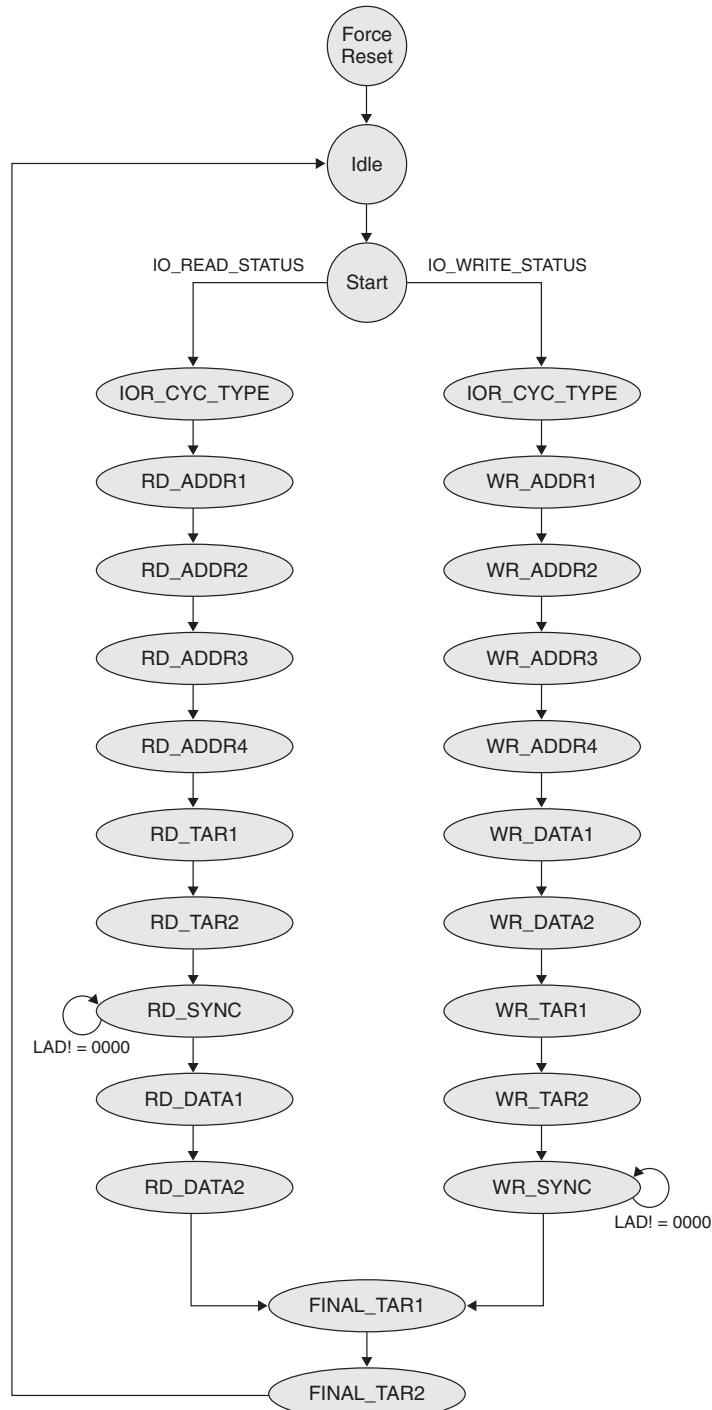 Force
Reset
Idle
Start
IO_READ_STATUS
IO_WRITE_STATUS
IOR_CYC_TYPE
IOR_CYC_TYPE
RD_ADDR1
WR_ADDR1
RD_ADDR2
WR_ADDR2
RD_ADDR3
WR_ADDR3
RD_ADDR4
WR_ADDR4
RD_TAR1
WR_DATA1
RD_TAR2
WR_DATA2
RD_SYNC
WR_TAR1
LAD! = 0000
RD_DATA1
WR_TAR2
RD_DATA2
WR_SYNC
LAD! = 0000
FINAL_TAR1
FINAL_TAR2